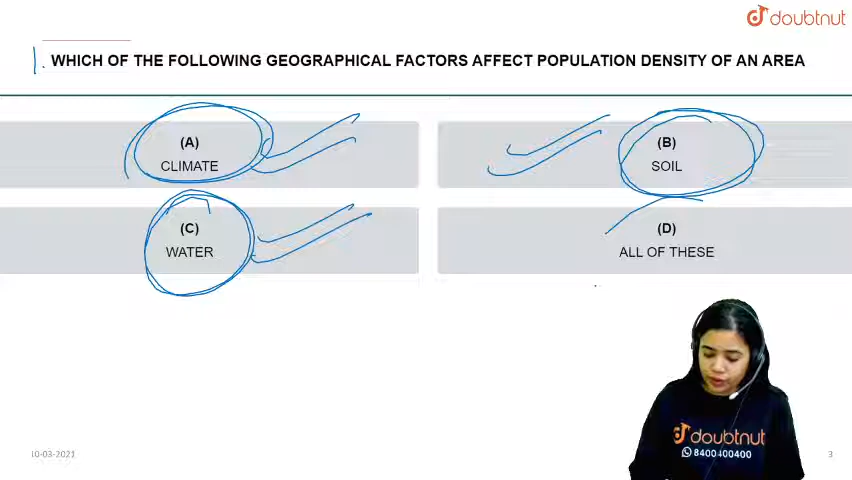 doubtnut
1. WHICH OF THE FOLLOWING GEOGRAPHICAL FACTORS AFFECT POPULATION DENSITY OF AN AREA
(A)
CLIMATE
(B)
SOIL
(C)
WATER
(D)
ALL OF THESE
doubtnut
8400400400
10-03-2021
3